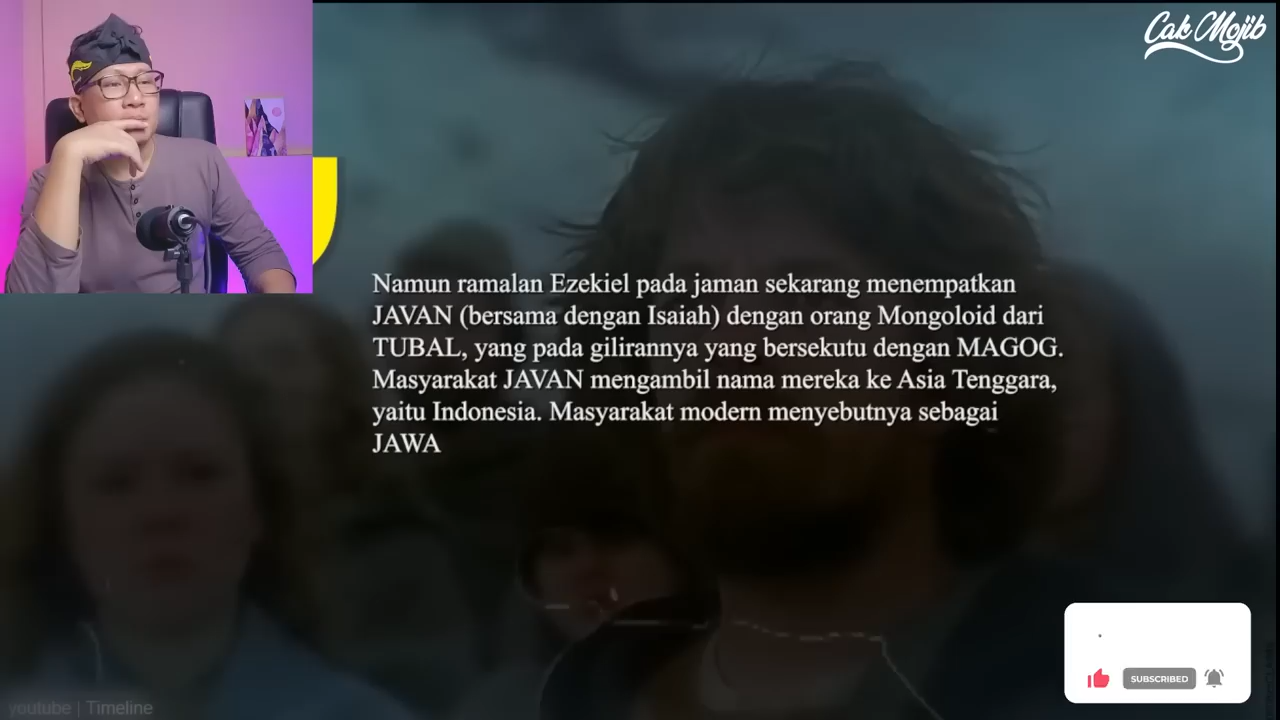 Cak Mojib
Namun ramalan Ezekiel pada jaman sekarang menempatkan
JAVAN (bersama dengan Isaiah) dengan orang Mongoloid dari
TUBAL, yang pada gilirannya yang bersekutu dengan MAGOG.
Masyarakat JAVAN mengambil nama mereka ke Asia Tenggara,
yaitu Indonesia. Masyarakat modern menyebutnya sebagai
JAWA
SUBSCRIBED
youtube | Timeline